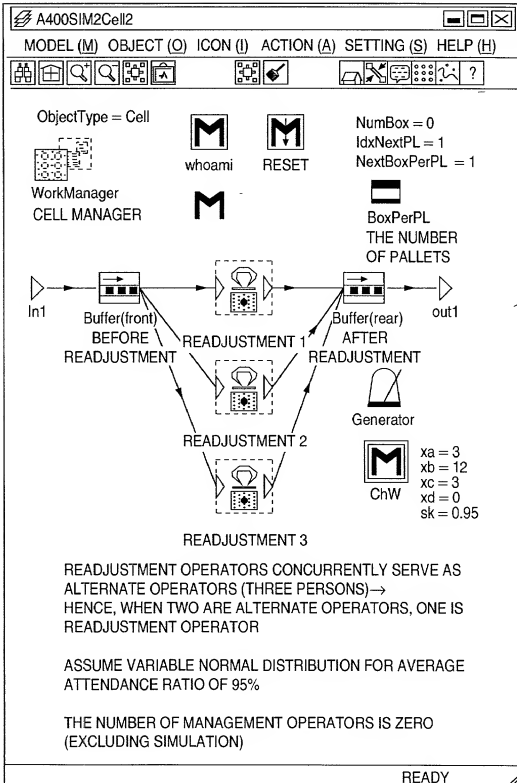 A400SIM2Cell2
MODEL (M) OBJECT (O) ICON (I) ACTION (A) SETTING (S) HELP (H)
?
ObjectType = Cell
whoami
RESET
NumBox = 0
IdxNextPL = 1
NextBoxPerPL = 1
WorkManager
CELL MANAGER
BoxPerPL
THE NUMBER
OF PALLETS
In1
Buffer(front)
BEFORE
READJUSTMENT
READJUSTMENT 1
Buffer(rear)
AFTER
READJUSTMENT
out1
READJUSTMENT 2
Generator
ChW
xa = 3
xb = 12
xc = 3
xd = 0
sk = 0.95
READJUSTMENT 3
READJUSTMENT OPERATORS CONCURRENTLY SERVE AS
ALTERNATE OPERATORS (THREE PERSONS)→
HENCE, WHEN TWO ARE ALTERNATE OPERATORS, ONE IS
READJUSTMENT OPERATOR
ASSUME VARIABLE NORMAL DISTRIBUTION FOR AVERAGE
ATTENDANCE RATIO OF 95%
THE NUMBER OF MANAGEMENT OPERATORS IS ZERO
(EXCLUDING SIMULATION)
READY